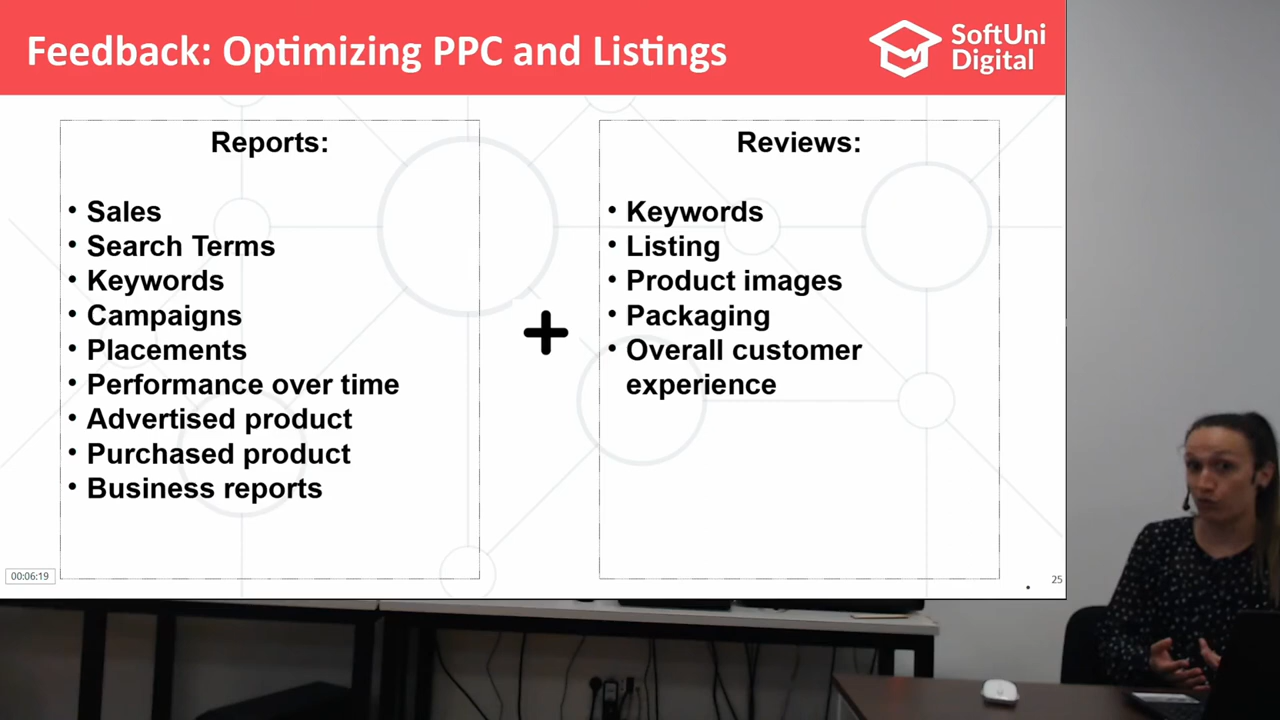 Feedback: Optimizing PPC and Listings
SoftUni
Digital
Reports:
• Sales
• Search Terms
• Keywords
• Campaigns
• Placements
• Performance over time
• Advertised product
• Purchased product
• Business reports
+
Reviews:
• Keywords
• Listing
• Product images
• Packaging
• Overall customer
experience
00:06:19
25